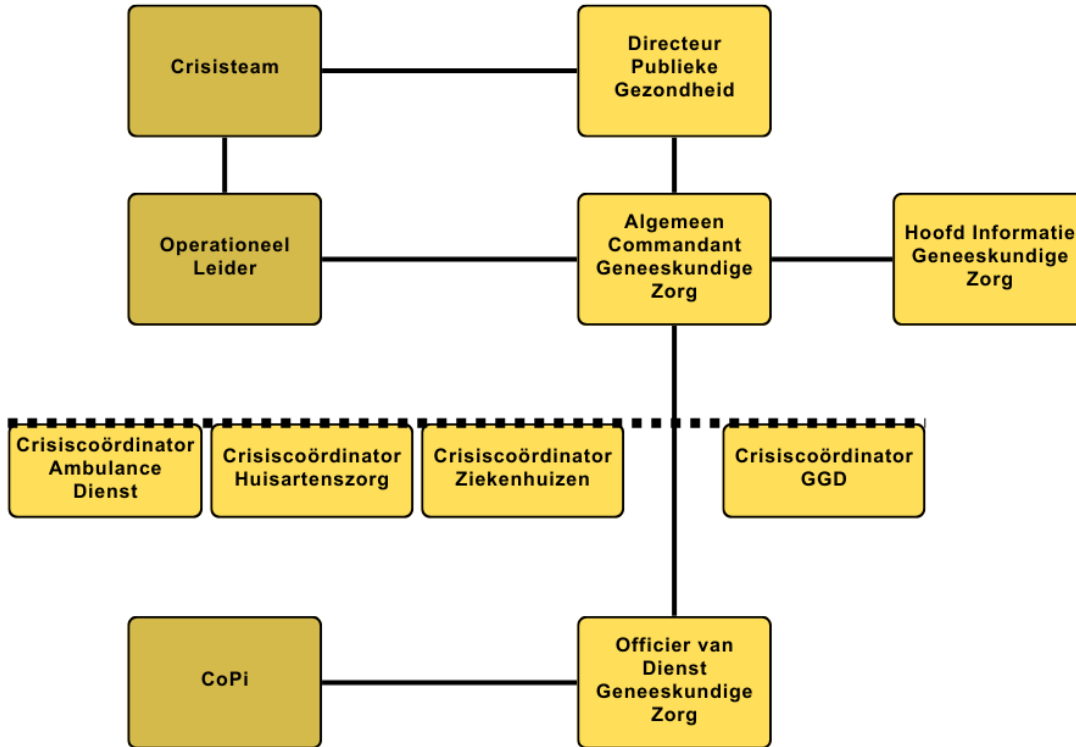 Crisisteam
Directeur
Publieke
Gezondheid
Operationeel
Leider
Algemeen
Commandant
Geneeskundige
Zorg
Hoofd Informatie
Geneeskundige
Zorg
Crisiscoördinator
Ambulance
Dienst
Crisiscoördinator
Huisartenszorg
Crisiscoördinator
Ziekenhuizen
Crisiscoördinator
GGD
CoPi
Officier van
Dienst
Geneeskundige
Zorg